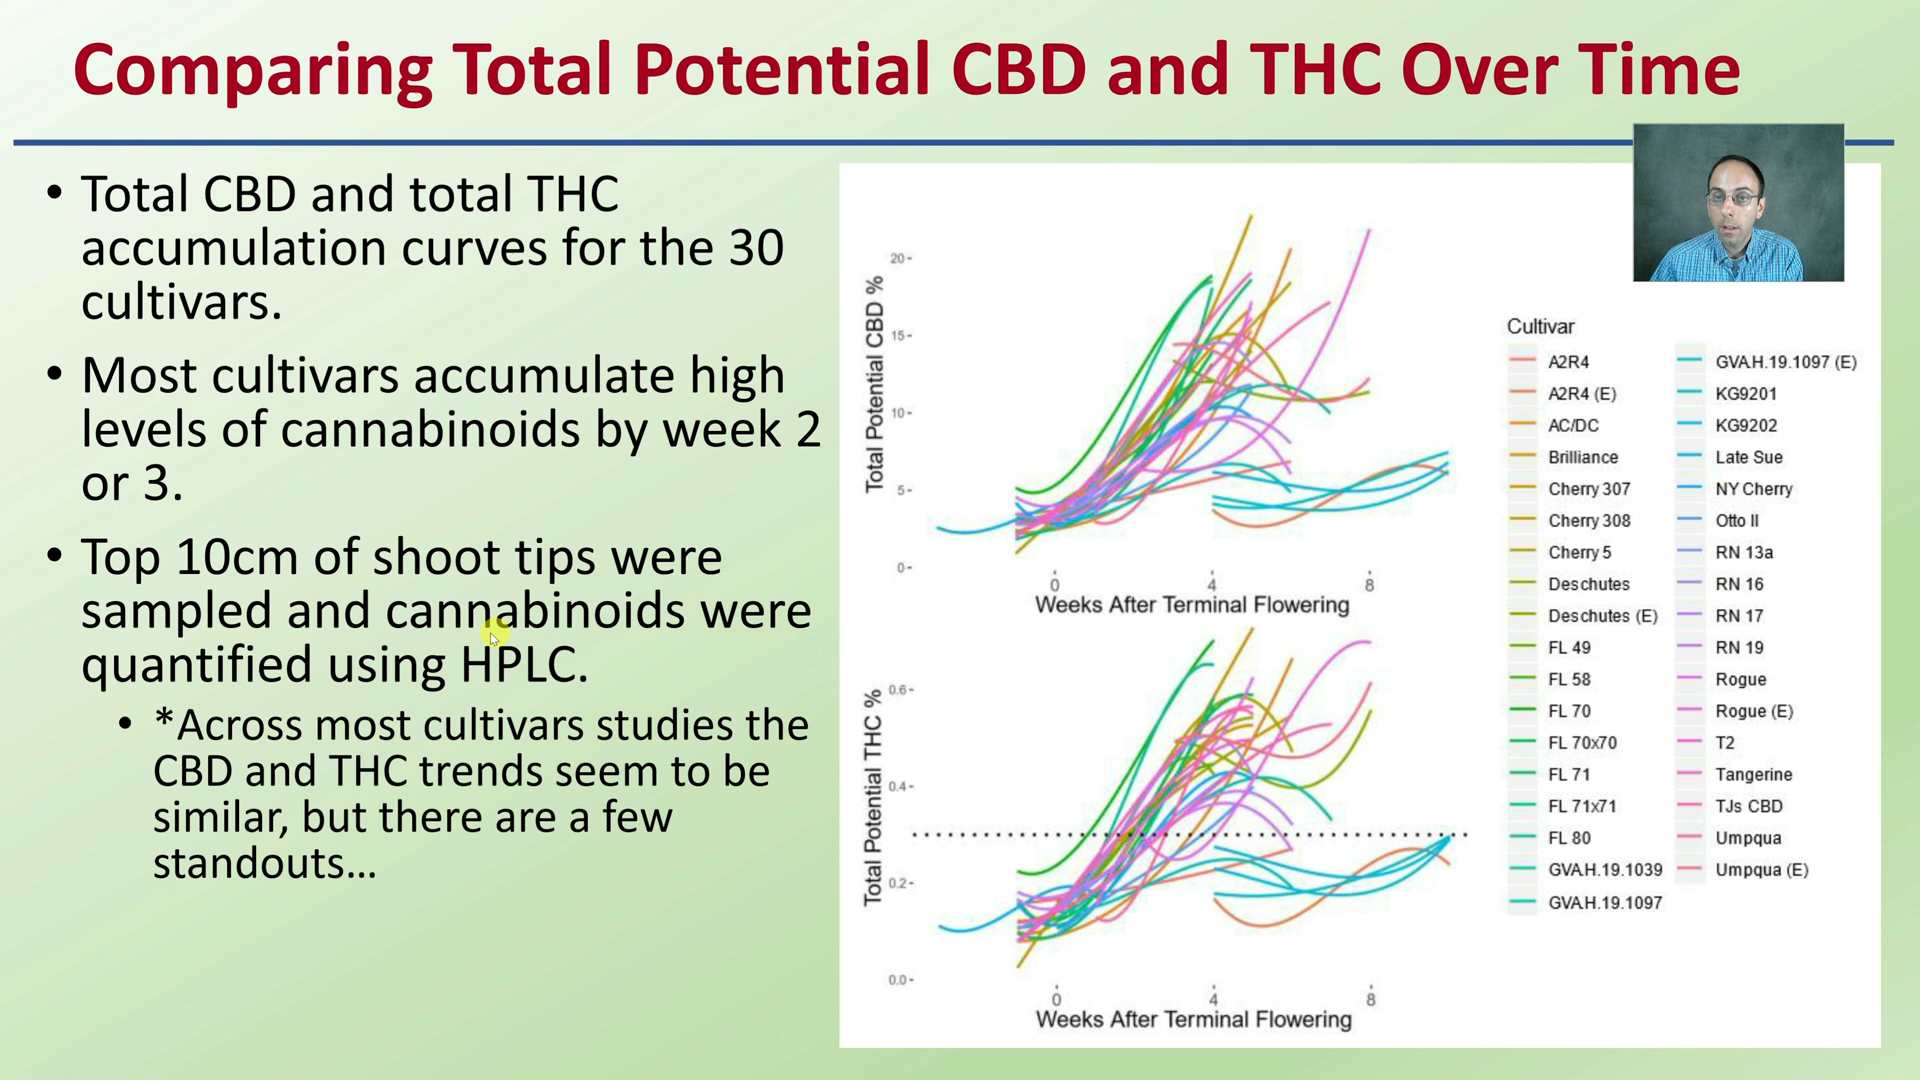 Comparing Total Potential CBD and THC Over Time
• Total CBD and total THC
accumulation curves for the 30
cultivars.
• Most cultivars accumulate high
levels of cannabinoids by week 2
or 3.
• Top 10cm of shoot tips were
sampled and cannabinoids were
quantified using HPLC.
• *Across most cultivars studies the
CBD and THC trends seem to be
similar, but there are a few
standouts...
Total Potential CBD %
20
15
10
5
0
0 4 8
Weeks After Terminal Flowering
Total Potential THC %
0.6
0.4
0.2
0.0
0 4 8
Weeks After Terminal Flowering
Cultivar
A2R4
A2R4 (E)
AC/DC
Brilliance
Cherry 307
Cherry 308
Cherry 5
Deschutes
Deschutes (E)
FL 49
FL 58
FL 70
FL 70x70
FL 71
FL 71x71
FL 80
GVA.H.19.1039
GVA.H.19.1097
GVA.H.19.1097 (E)
KG9201
KG9202
Late Sue
NY Cherry
Otto II
RN 13a
RN 16
RN 17
RN 19
Rogue
Rogue (E)
T2
Tangerine
TJs CBD
Umpqua
Umpqua (E)